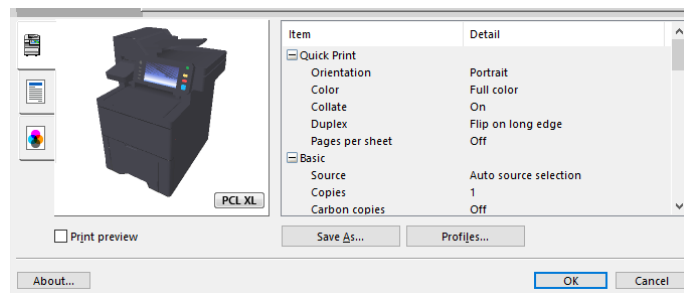 Item Detail
Quick Print
Orientation Portrait
Color Full color
Collate On
Duplex Flip on long edge
Pages per sheet Off
Basic
Source Auto source selection
Copies 1
Carbon copies Off
PCL XL
Print preview Save As... Profiles...
About... OK Cancel